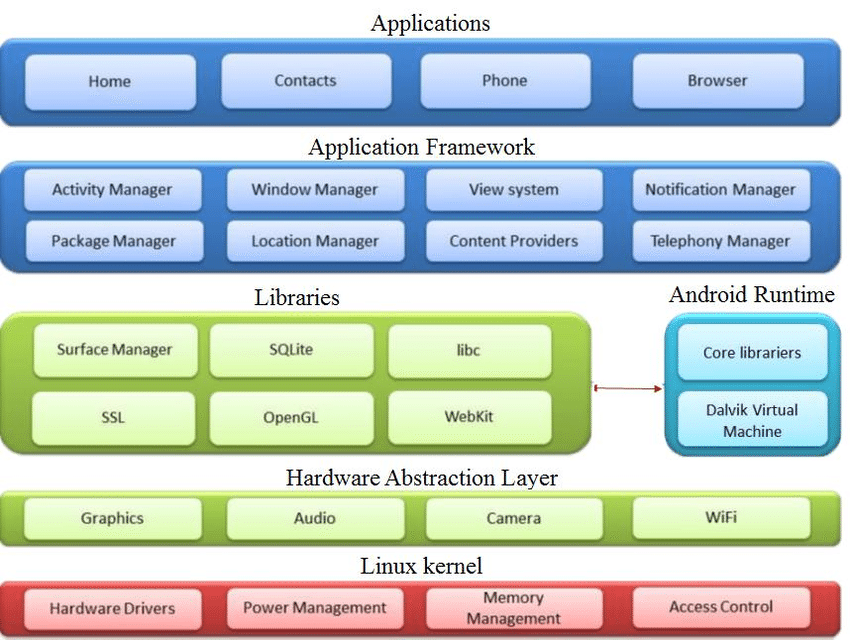 Applications
Home
Contacts
Phone
Browser
Application Framework
Activity Manager
Window Manager
View system
Notification Manager
Package Manager
Location Manager
Content Providers
Telephony Manager
Libraries
Android Runtime
Surface Manager
SQLite
libc
Core librariers
SSL
OpenGL
WebKit
Dalvik Virtual
Machine
Hardware Abstraction Layer
Graphics
Audio
Camera
WiFi
Linux kernel
Hardware Drivers
Power Management
Memory
Management
Access Control